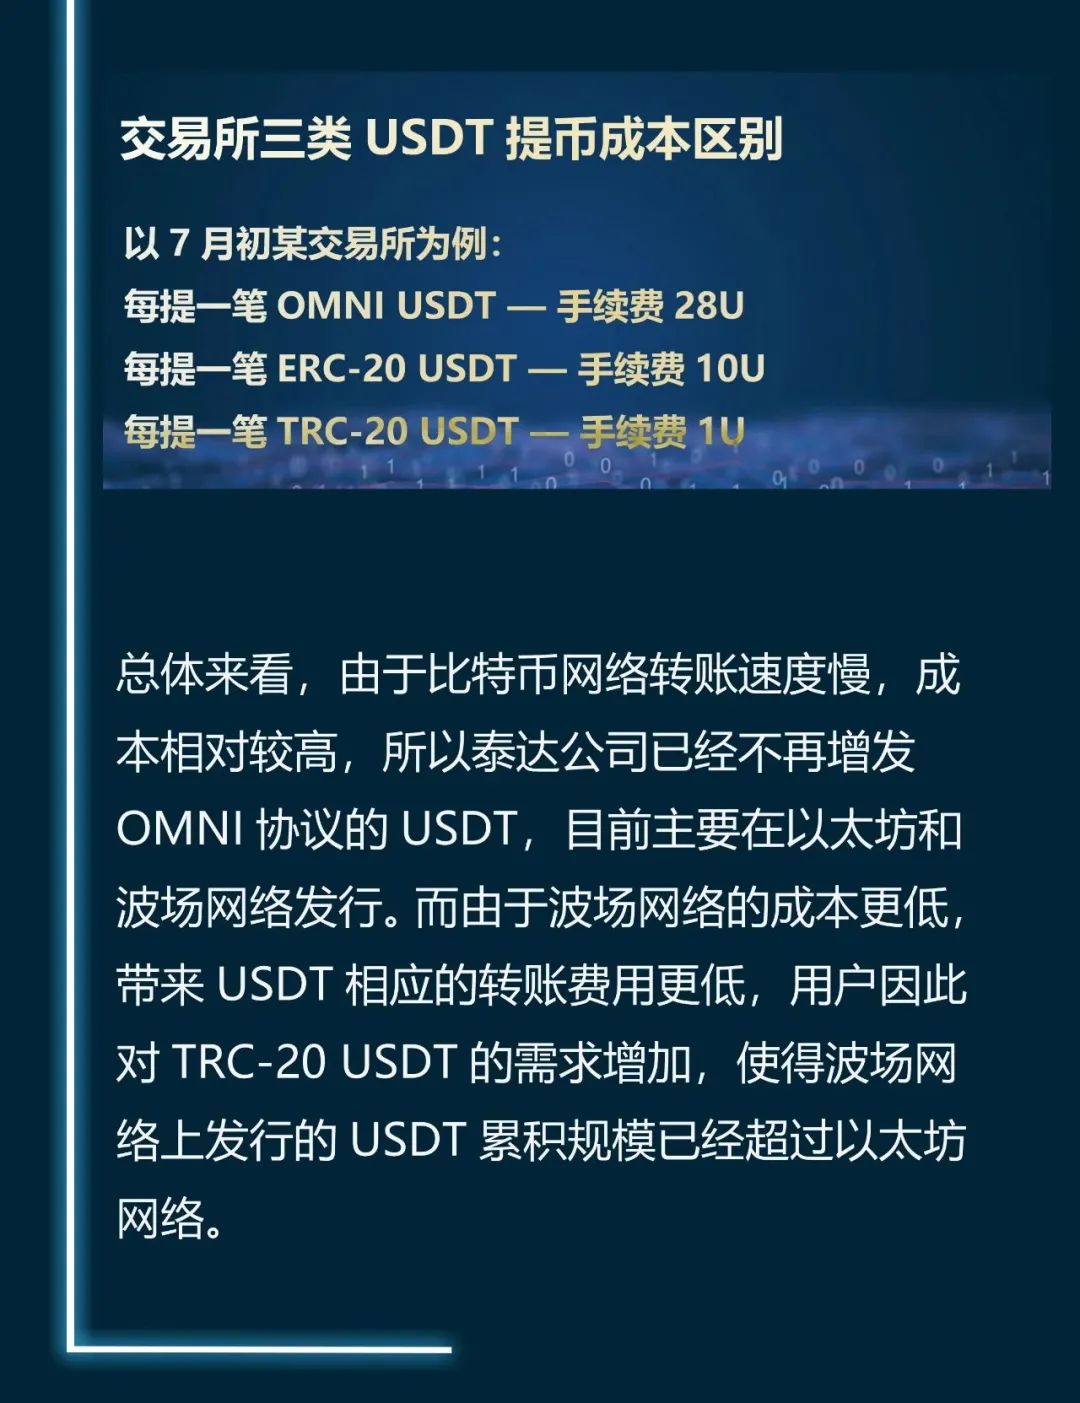 交易所三类 USDT 提币成本区别
以 7 月初某交易所为例：
每提一笔 OMNI USDT — 手续费 28U
每提一笔 ERC-20 USDT — 手续费 10U
每提一笔 TRC-20 USDT — 手续费 1U
总体来看，由于比特币网络转账速度慢，成
本相对较高，所以泰达公司已经不再增发
OMNI 协议的 USDT，目前主要在以太坊和
波场网络发行。而由于波场网络的成本更低，
带来 USDT 相应的转账费用更低，用户因此
对 TRC-20 USDT 的需求增加，使得波场网
络上发行的 USDT 累积规模已经超过以太坊
网络。